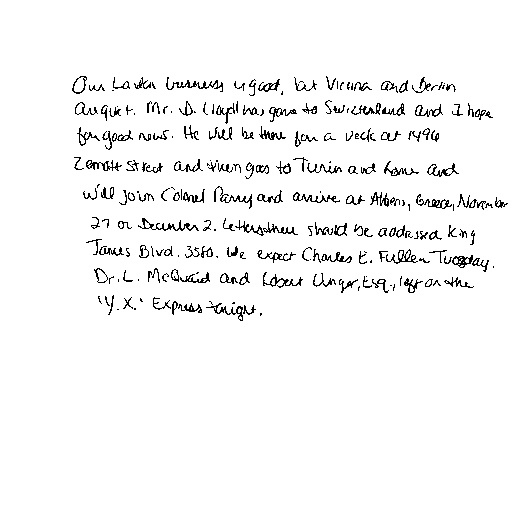 Our London business is good, but Vienna and Berlin
are quiet. Mr. D. Lloyd has gone to Switzerland and I hope
for good news. He will be there for a week at 1496
Zermott Street and then goes to Turin and Rome and
will join Colonel Parry and arrive at Athens, Greece, November
27 or December 2. Letters there should be addressed King
James Blvd. 3580. We expect Charles E. Fuller Tuesday.
Dr. L. McQuaid and Robert Unger, Esq., left on the
'Y.X.' Express tonight.